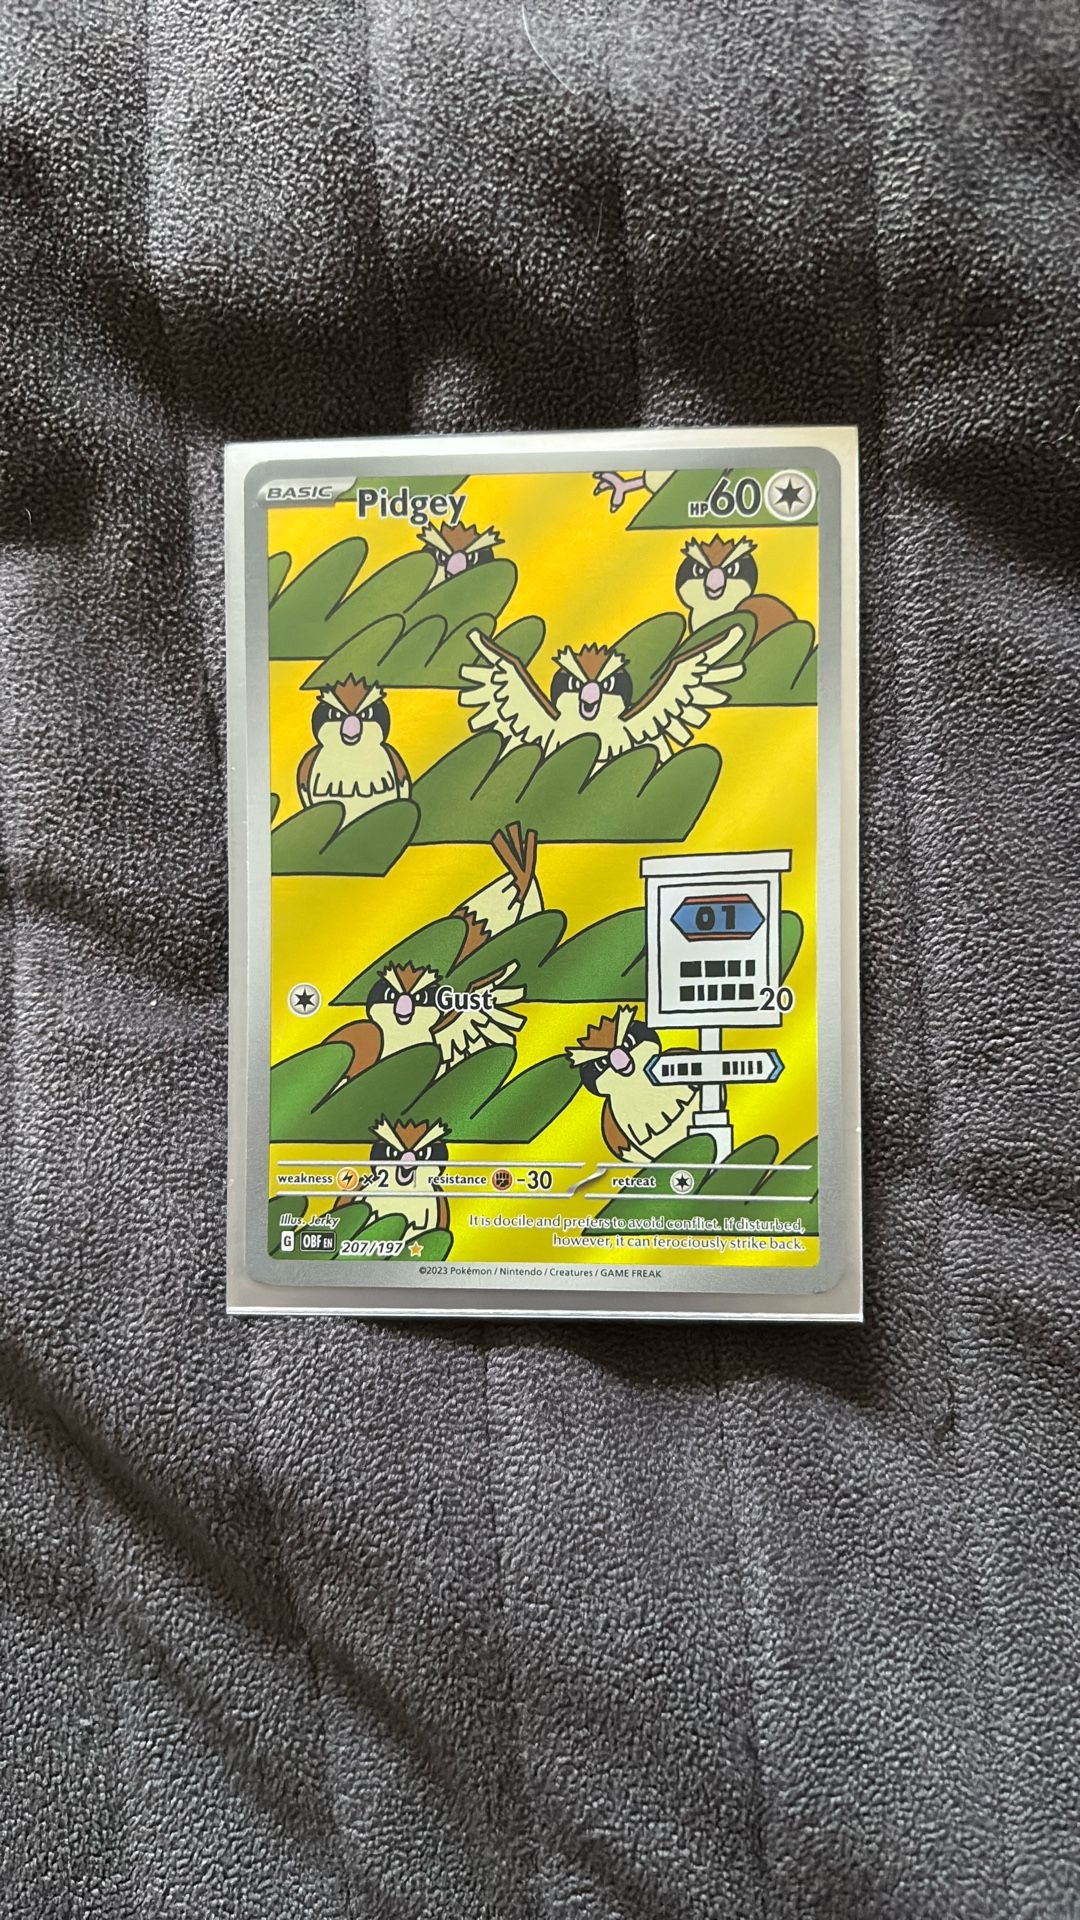 BASIC Pidgey HP60
01
Gust 20
weakness ×2 resistance -30 retreat
Illus. Jerky
It is docile and prefers to avoid conflict. If disturbed,
however, it can ferociously strike back.
G OBF EN 207/197
©2023 Pokémon / Nintendo / Creatures / GAME FREAK